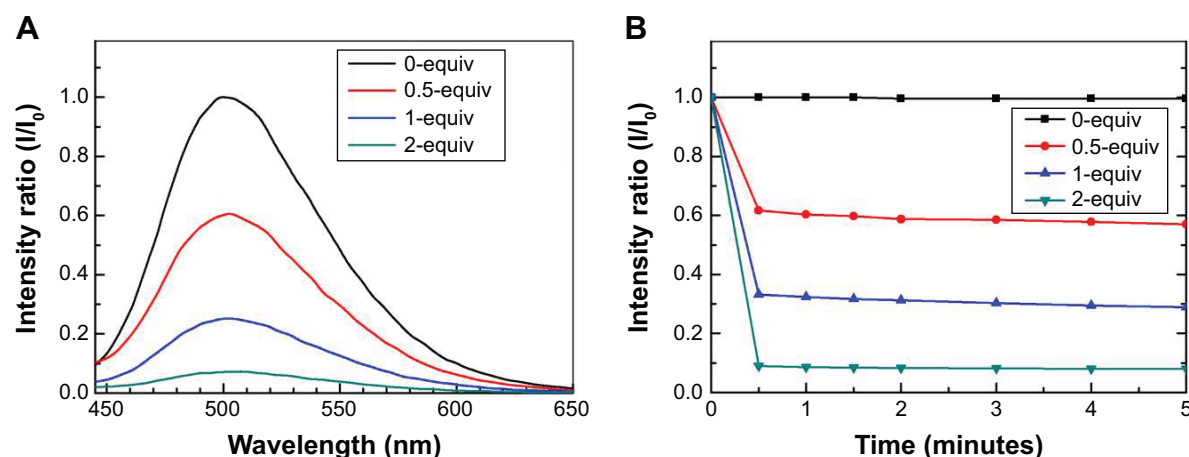 A
Intensity ratio (I/I₀)
1.0
0.8
0.6
0.4
0.2
0.0
0-equiv
0.5-equiv
1-equiv
2-equiv
450 500 550 600 650
Wavelength (nm)
B
Intensity ratio (I/I₀)
1.0
0.8
0.6
0.4
0.2
0.0
0-equiv
0.5-equiv
1-equiv
2-equiv
0 1 2 3 4 5
Time (minutes)